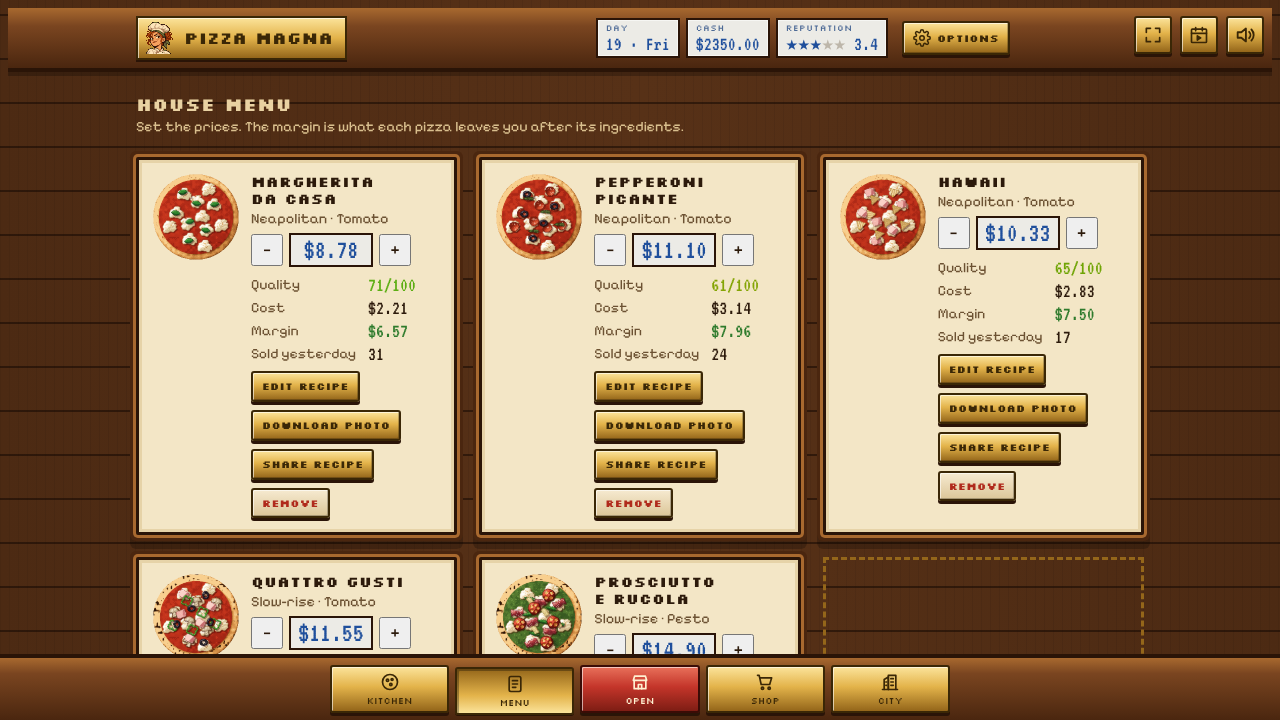 PIZZA MAGNA
DAY
19 · Fri
CASH
$2350.00
REPUTATION
★★★★★ 3.4
OPTIONS
HOUSE MENU
Set the prices. The margin is what each pizza leaves you after its ingredients.
MARGHERITA
DA CASA
Neapolitan · Tomato
- $8.78 +
Quality 71/100
Cost $2.21
Margin $6.57
Sold yesterday 31
EDIT RECIPE
DOWNLOAD PHOTO
SHARE RECIPE
REMOVE
PEPPERONI
PICANTE
Neapolitan · Tomato
- $11.10 +
Quality 61/100
Cost $3.14
Margin $7.96
Sold yesterday 24
EDIT RECIPE
DOWNLOAD PHOTO
SHARE RECIPE
REMOVE
HAWAII
Neapolitan · Tomato
- $10.33 +
Quality 65/100
Cost $2.83
Margin $7.50
Sold yesterday 17
EDIT RECIPE
DOWNLOAD PHOTO
SHARE RECIPE
REMOVE
QUATTRO GUSTI
Slow-rise · Tomato
- $11.55 +
PROSCIUTTO
E RUCOLA
Slow-rise · Pesto
- $14.90 +
KITCHEN
MENU
OPEN
SHOP
CITY